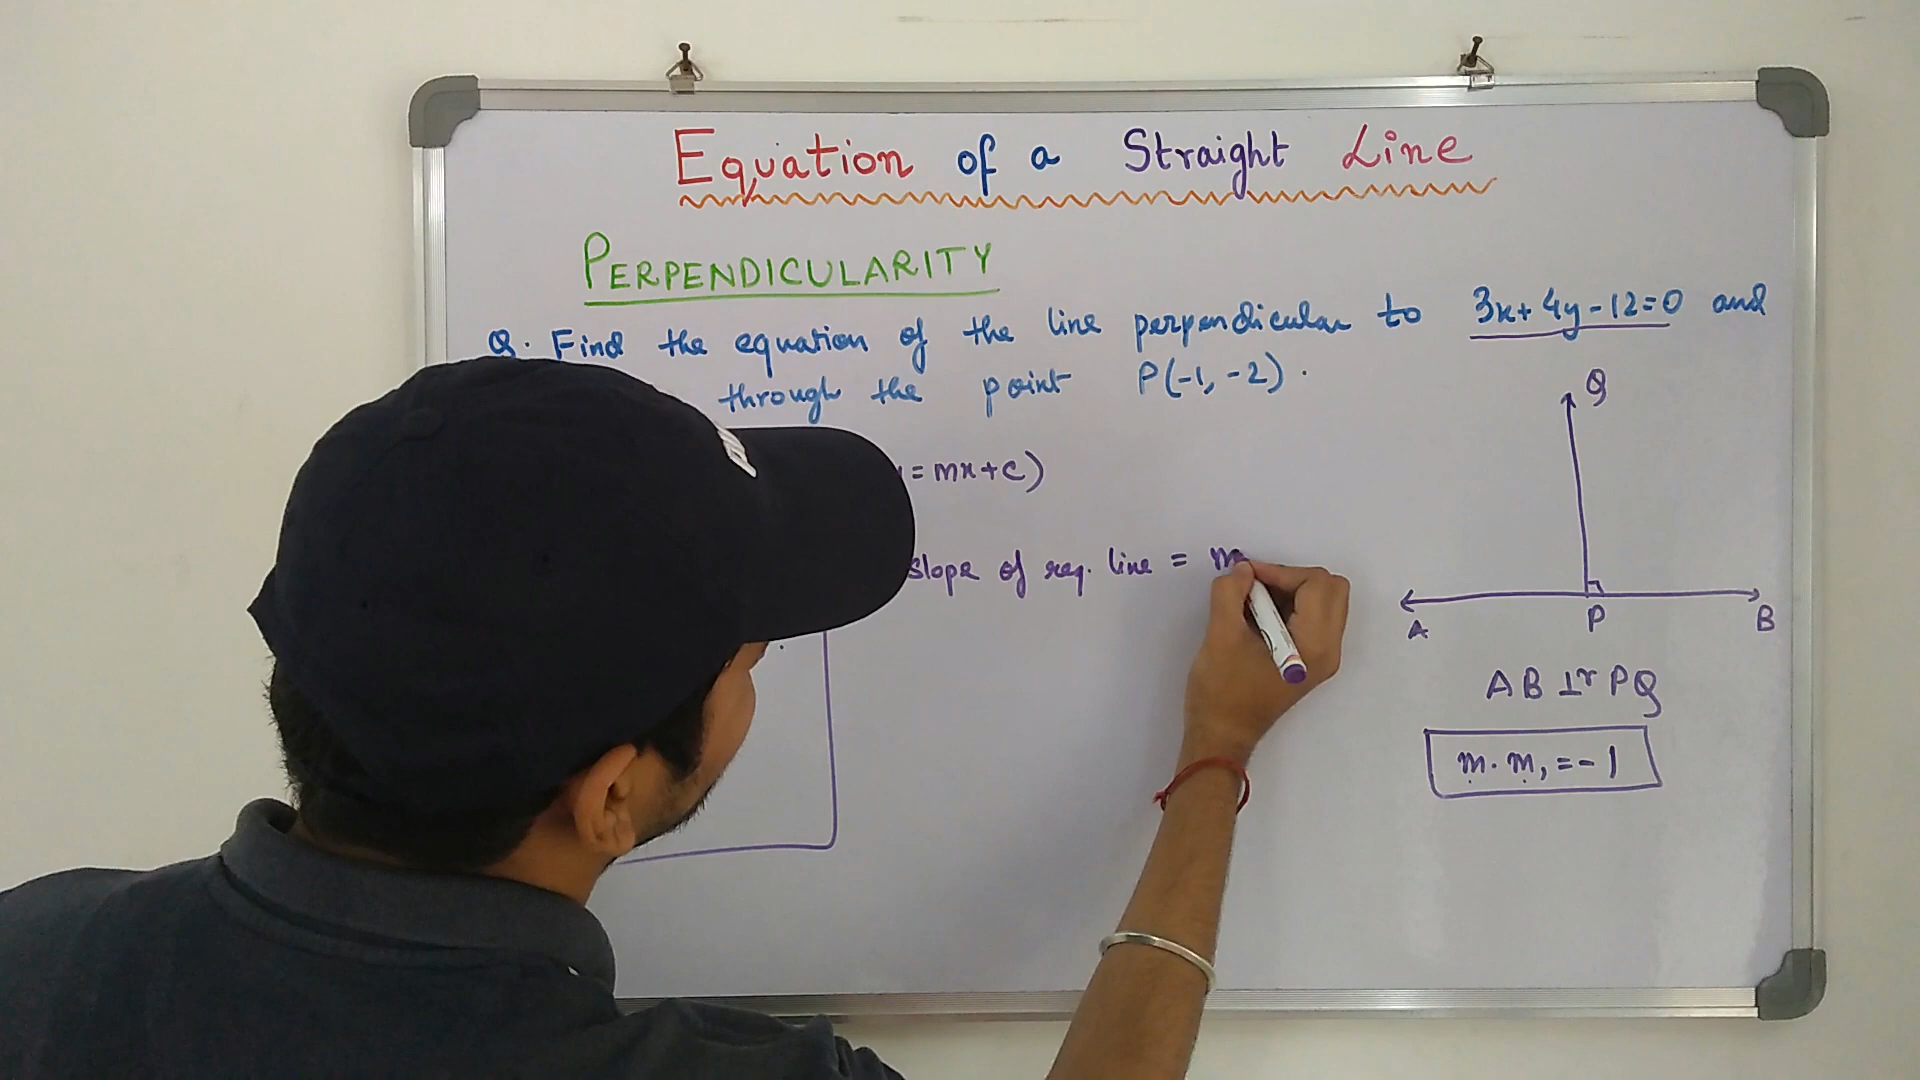 Equation of a Straight Line
PERPENDICULARITY
Q. Find the equation of the line perpendicular to 3x+4y-12=0 and
through the point P(-1, -2).
= mx+c)
slope of req. line = m
Q
A P B
AB ⊥r PQ
m. m₁ = -1